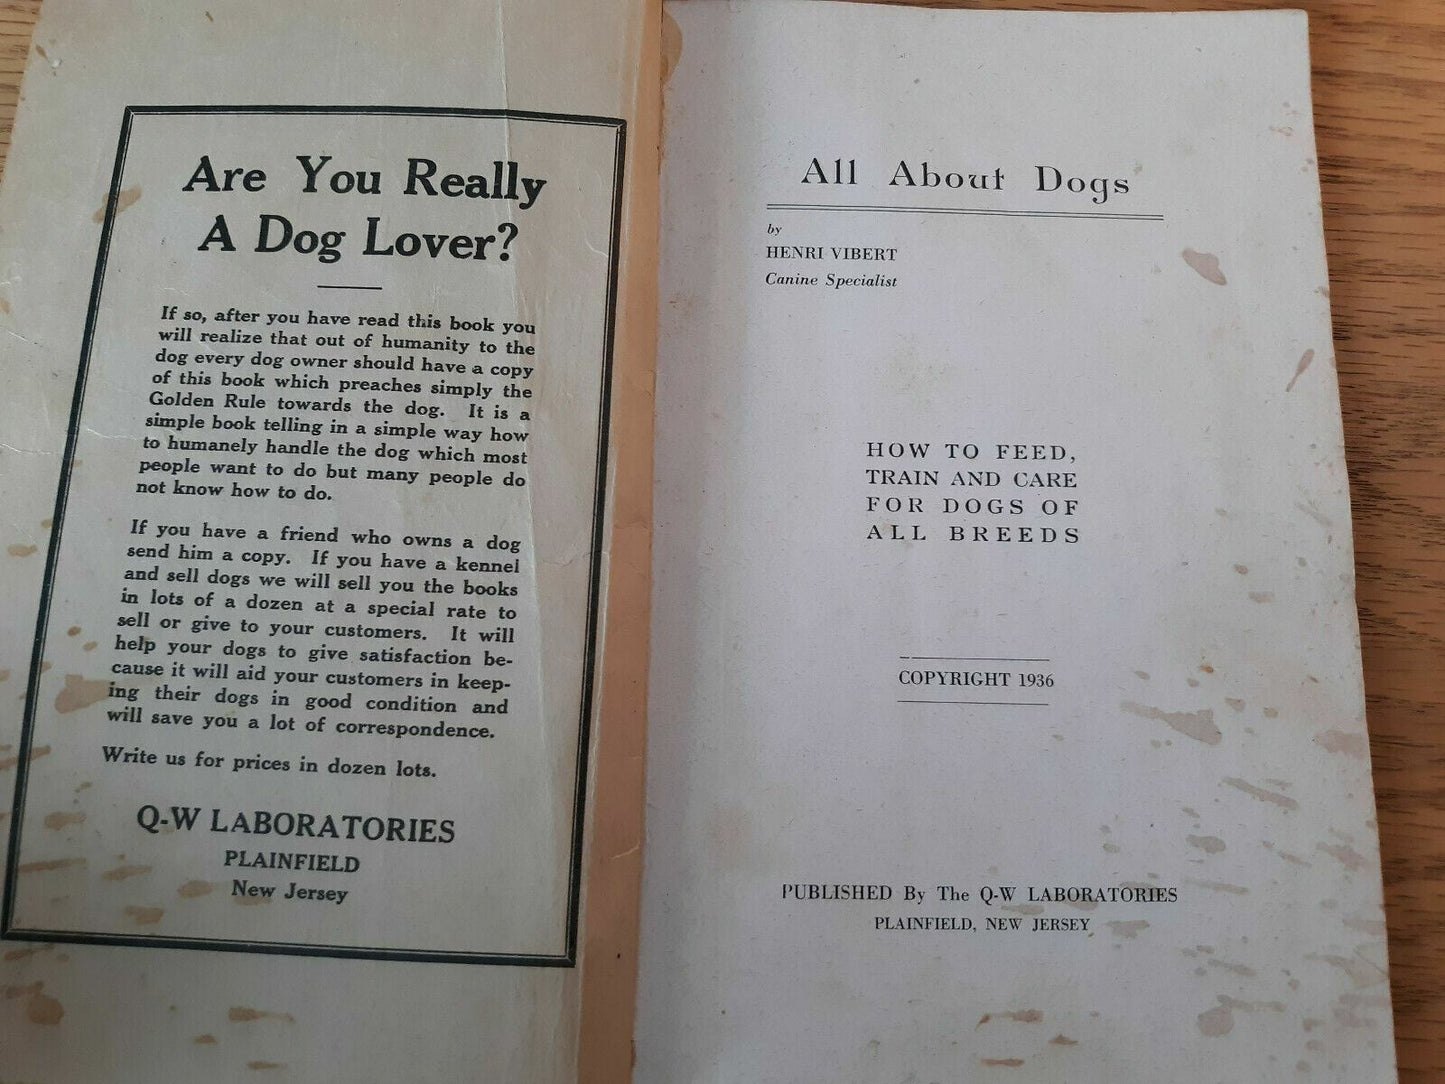 Are You Really
A Dog Lover?
If so, after you have read this book you
will realize that out of humanity to the
dog every dog owner should have a copy
of this book which preaches simply the
Golden Rule towards the dog. It is a
simple book telling in a simple way how
to humanely handle the dog which most
people want to do but many people do
not know how to do.
If you have a friend who owns a dog
send him a copy. If you have a kennel
and sell dogs we will sell you the books
in lots of a dozen at a special rate to
sell or give to your customers. It will
help your dogs to give satisfaction be-
cause it will aid your customers in keep-
ing their dogs in good condition and
will save you a lot of correspondence.
Write us for prices in dozen lots.
Q-W LABORATORIES
PLAINFIELD
New Jersey
All About Dogs
by
HENRI VIBERT
Canine Specialist
HOW TO FEED,
TRAIN AND CARE
FOR DOGS OF
ALL BREEDS
COPYRIGHT 1936
PUBLISHED By The Q-W LABORATORIES
PLAINFIELD, NEW JERSEY